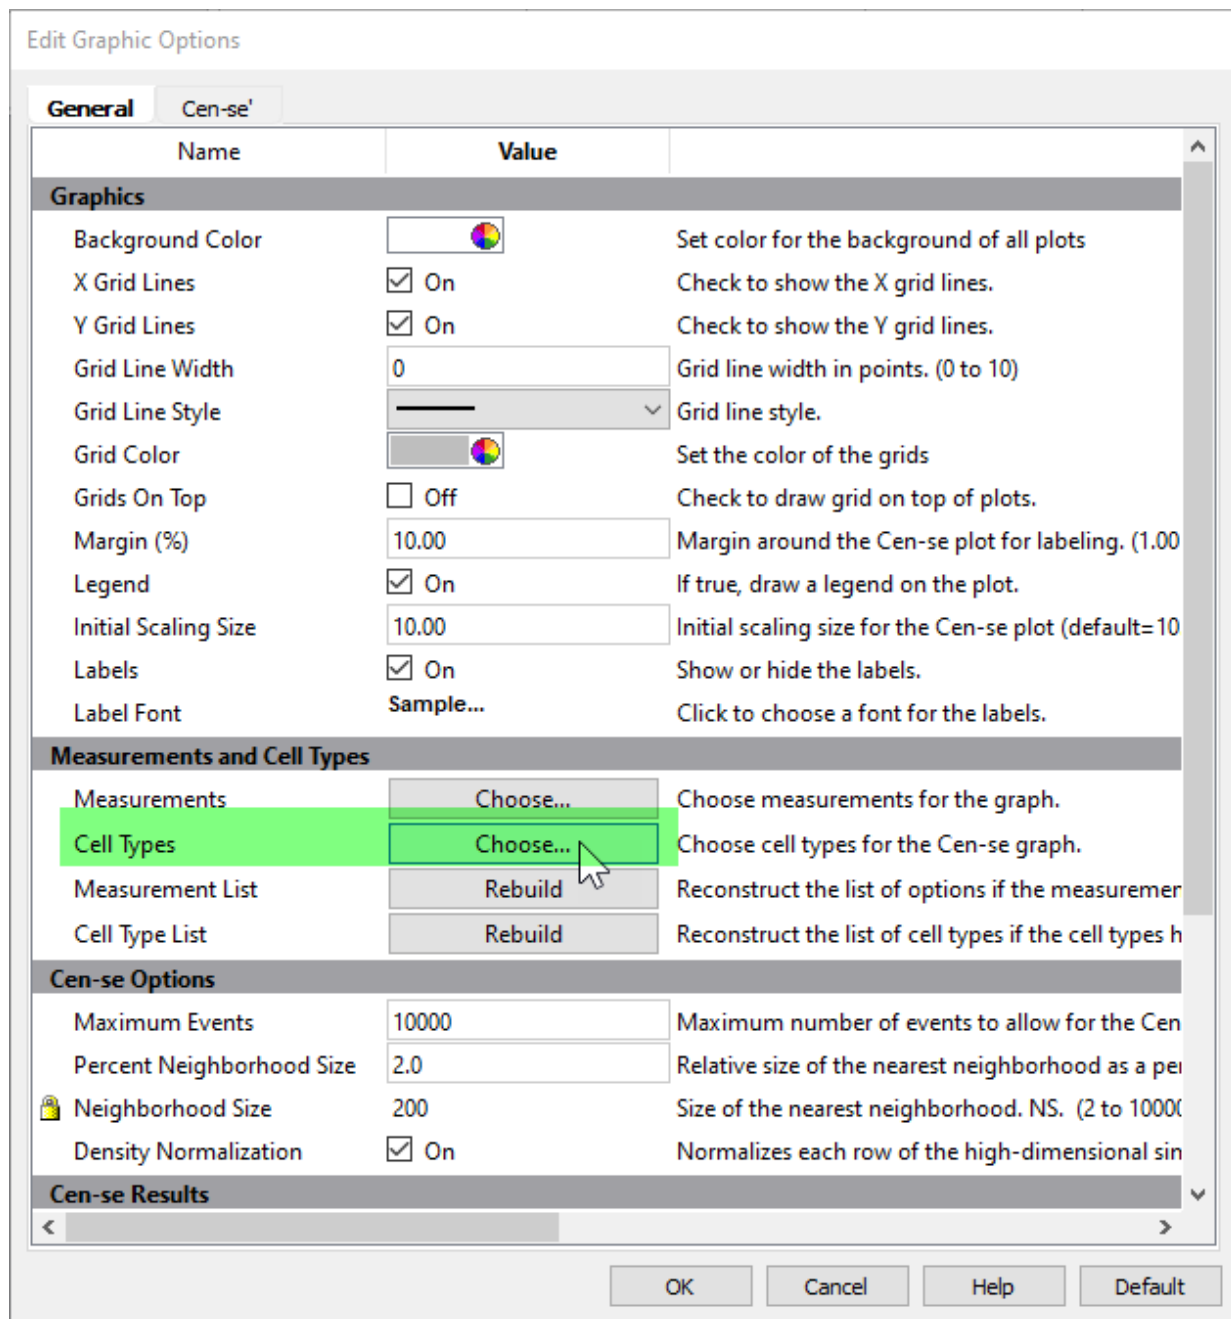 Edit Graphic Options
General Cen-se'
Name Value
Graphics
Background Color Set color for the background of all plots
X Grid Lines On Check to show the X grid lines.
Y Grid Lines On Check to show the Y grid lines.
Grid Line Width 0 Grid line width in points. (0 to 10)
Grid Line Style Grid line style.
Grid Color Set the color of the grids
Grids On Top Off Check to draw grid on top of plots.
Margin (%) 10.00 Margin around the Cen-se plot for labeling. (1.00
Legend On If true, draw a legend on the plot.
Initial Scaling Size 10.00 Initial scaling size for the Cen-se plot (default=10
Labels On Show or hide the labels.
Label Font Sample... Click to choose a font for the labels.
Measurements and Cell Types
Measurements Choose... Choose measurements for the graph.
Cell Types Choose... Choose cell types for the Cen-se graph.
Measurement List Rebuild Reconstruct the list of options if the measuremen
Cell Type List Rebuild Reconstruct the list of cell types if the cell types h
Cen-se Options
Maximum Events 10000 Maximum number of events to allow for the Cen
Percent Neighborhood Size 2.0 Relative size of the nearest neighborhood as a per
Neighborhood Size 200 Size of the nearest neighborhood. NS. (2 to 10000
Density Normalization On Normalizes each row of the high-dimensional sim
Cen-se Results
OK Cancel Help Default